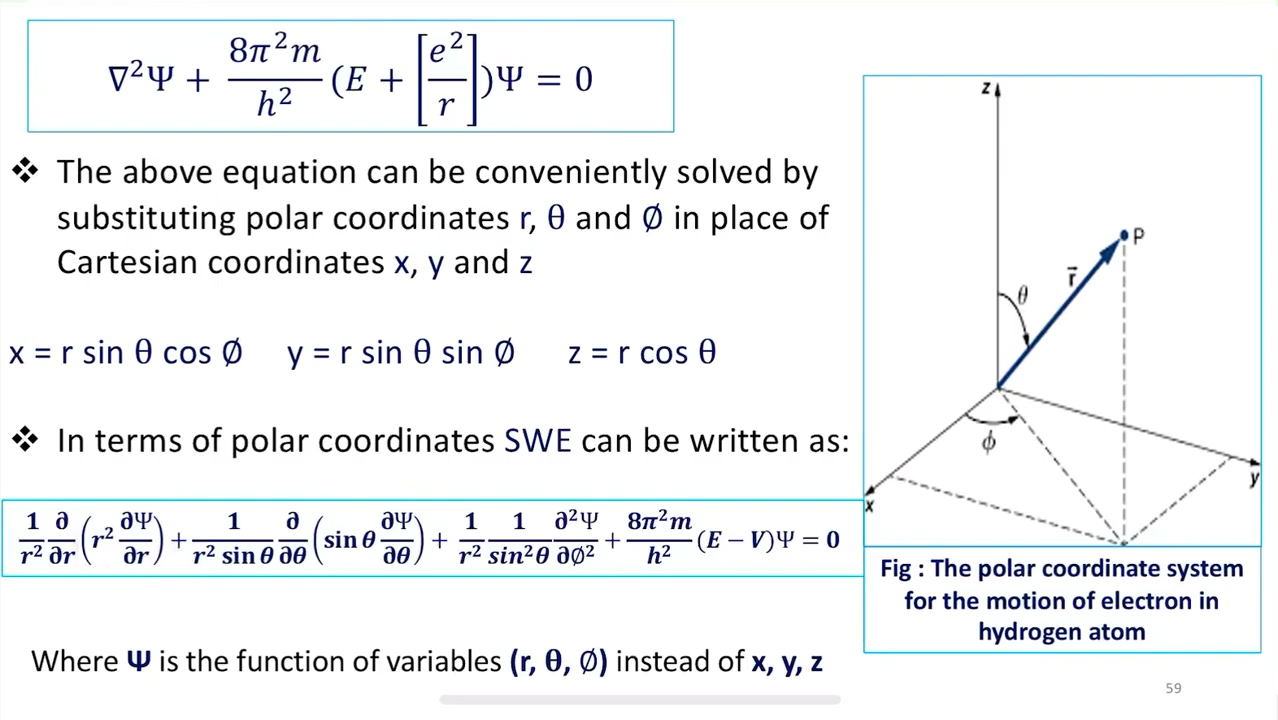 ∇²Ψ + 8π²m/h² (E + [e²/r])Ψ = 0
❖ The above equation can be conveniently solved by
substituting polar coordinates r, θ and ∅ in place of
Cartesian coordinates x, y and z
x = r sin θ cos ∅ y = r sin θ sin ∅ z = r cos θ
❖ In terms of polar coordinates SWE can be written as:
1/r² ∂/∂r (r² ∂Ψ/∂r) + 1/(r² sin θ) ∂/∂θ (sin θ ∂Ψ/∂θ) + 1/r² 1/sin²θ ∂²Ψ/∂∅² + 8π²m/h² (E − V)Ψ = 0
Where Ψ is the function of variables (r, θ, ∅) instead of x, y, z
z
P
r⃗
θ
ϕ
x
y
Fig : The polar coordinate system
for the motion of electron in
hydrogen atom
59